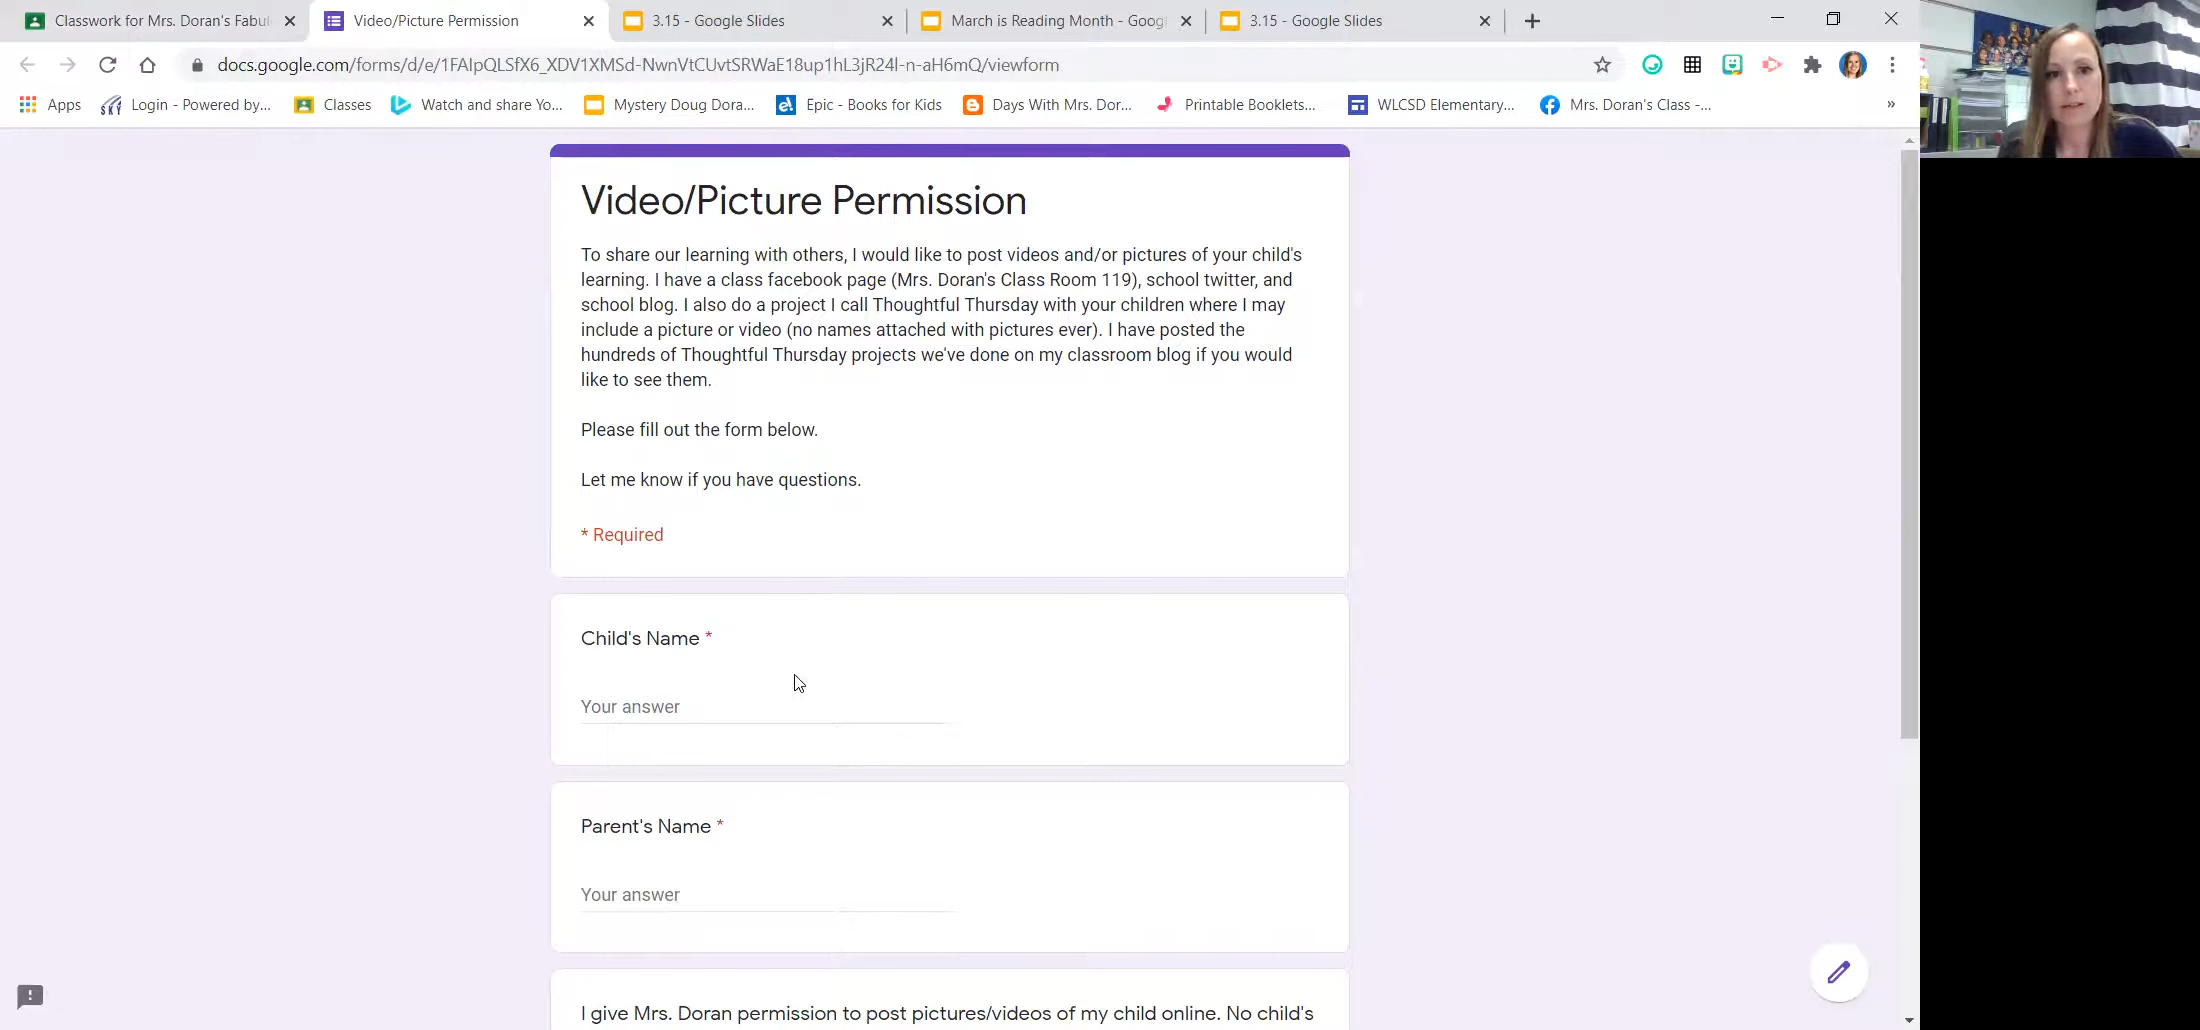 Classwork for Mrs. Doran's Fabul
Video/Picture Permission
3.15 - Google Slides
March is Reading Month - Goog
3.15 - Google Slides
docs.google.com/forms/d/e/1FAIpQLSfX6_XDV1XMSd-NwnVtCUvtSRWaE18up1hL3jR24l-n-aH6mQ/viewform
Apps
Login - Powered by...
Classes
Watch and share Yo...
Mystery Doug Dora...
Epic - Books for Kids
Days With Mrs. Dor...
Printable Booklets...
WLCSD Elementary...
Mrs. Doran's Class -...
»
Video/Picture Permission
To share our learning with others, I would like to post videos and/or pictures of your child's
learning. I have a class facebook page (Mrs. Doran's Class Room 119), school twitter, and
school blog. I also do a project I call Thoughtful Thursday with your children where I may
include a picture or video (no names attached with pictures ever). I have posted the
hundreds of Thoughtful Thursday projects we've done on my classroom blog if you would
like to see them.
Please fill out the form below.
Let me know if you have questions.
* Required
Child's Name *
Your answer
Parent's Name *
Your answer
I give Mrs. Doran permission to post pictures/videos of my child online. No child's